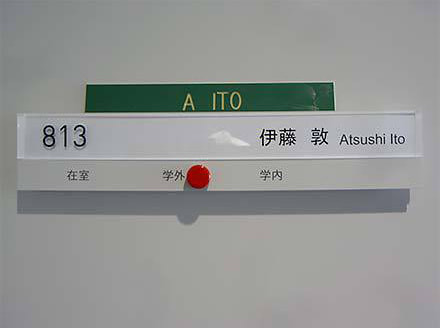 A ITO
813 伊藤 敦 Atsushi Ito
在室 学外 学内